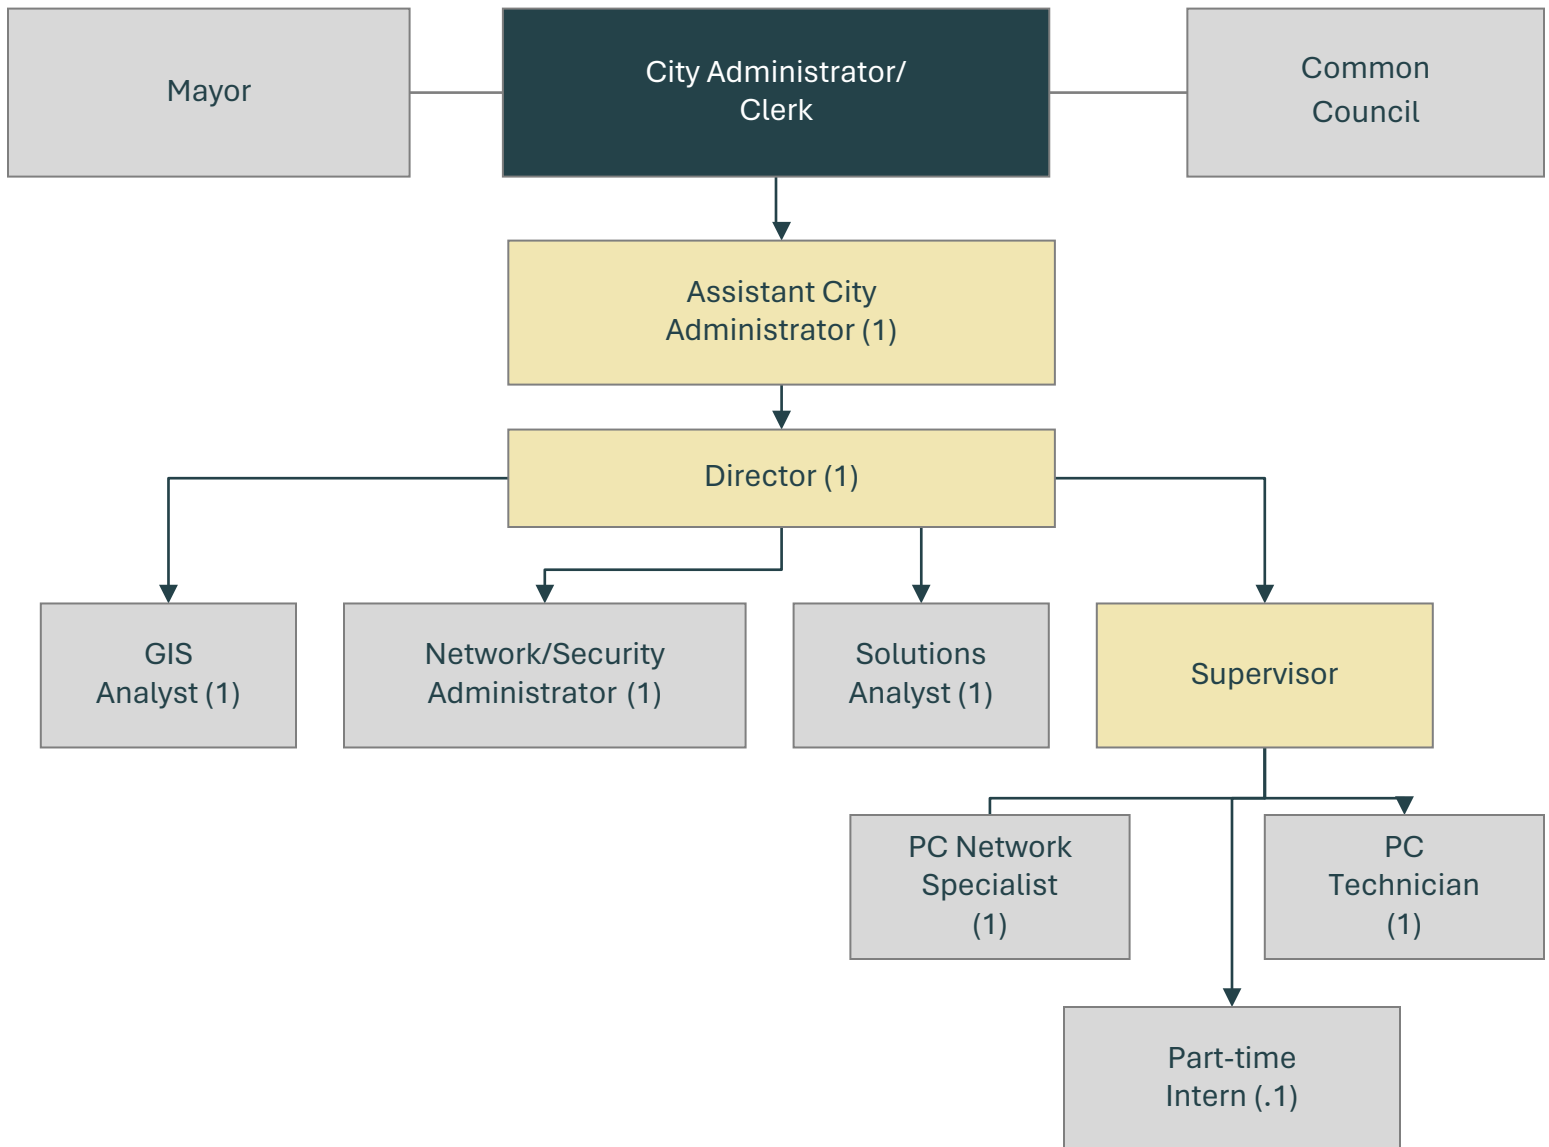 Mayor
City Administrator/
Clerk
Common
Council
Assistant City
Administrator (1)
Director (1)
GIS
Analyst (1)
Network/Security
Administrator (1)
Solutions
Analyst (1)
Supervisor
PC Network
Specialist
(1)
PC
Technician
(1)
Part-time
Intern (.1)